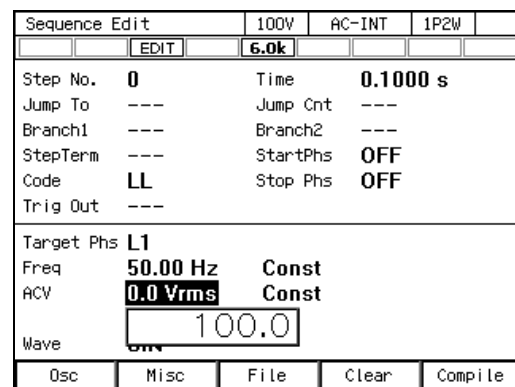 Sequence Edit 100V AC-INT 1P2W
EDIT 6.0k
Step No. 0 Time 0.1000 s
Jump To --- Jump Cnt ---
Branch1 --- Branch2 ---
StepTerm --- StartPhs OFF
Code LL Stop Phs OFF
Trig Out ---
Target Phs L1
Freq 50.00 Hz Const
ACV 0.0 Vrms Const
100.0
Wave
Osc Misc File Clear Compile